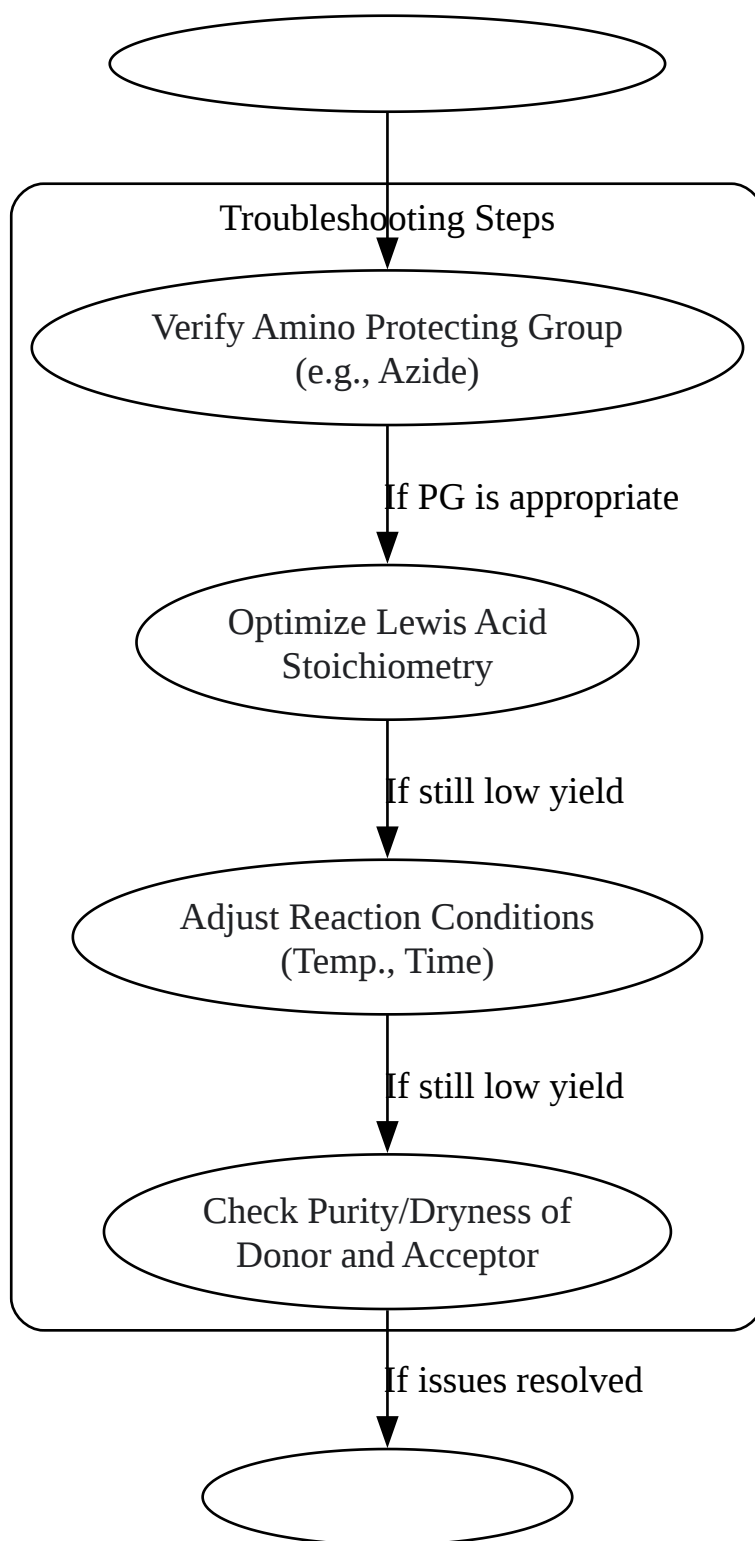 Troubleshooting Steps
Verify Amino Protecting Group
(e.g., Azide)
If PG is appropriate
Optimize Lewis Acid
Stoichiometry
If still low yield
Adjust Reaction Conditions
(Temp., Time)
If still low yield
Check Purity/Dryness of
Donor and Acceptor
If issues resolved